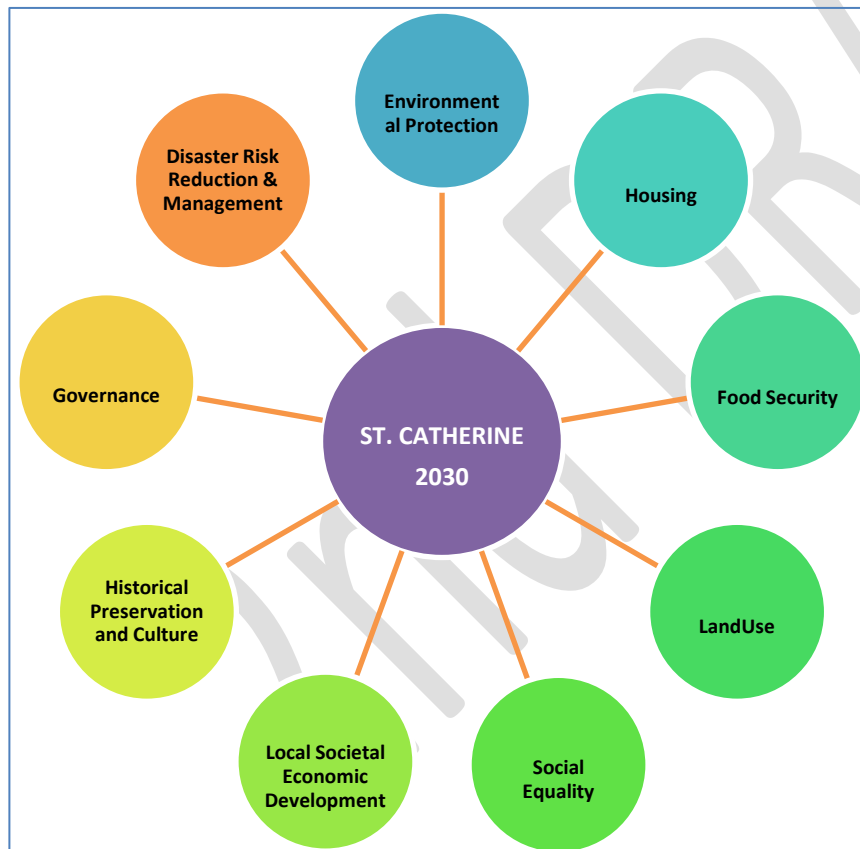 Environment
al Protection
Housing
Food Security
LandUse
Social
Equality
Local Societal
Economic
Development
Historical
Preservation
and Culture
Governance
Disaster Risk
Reduction &
Management
ST. CATHERINE
2030